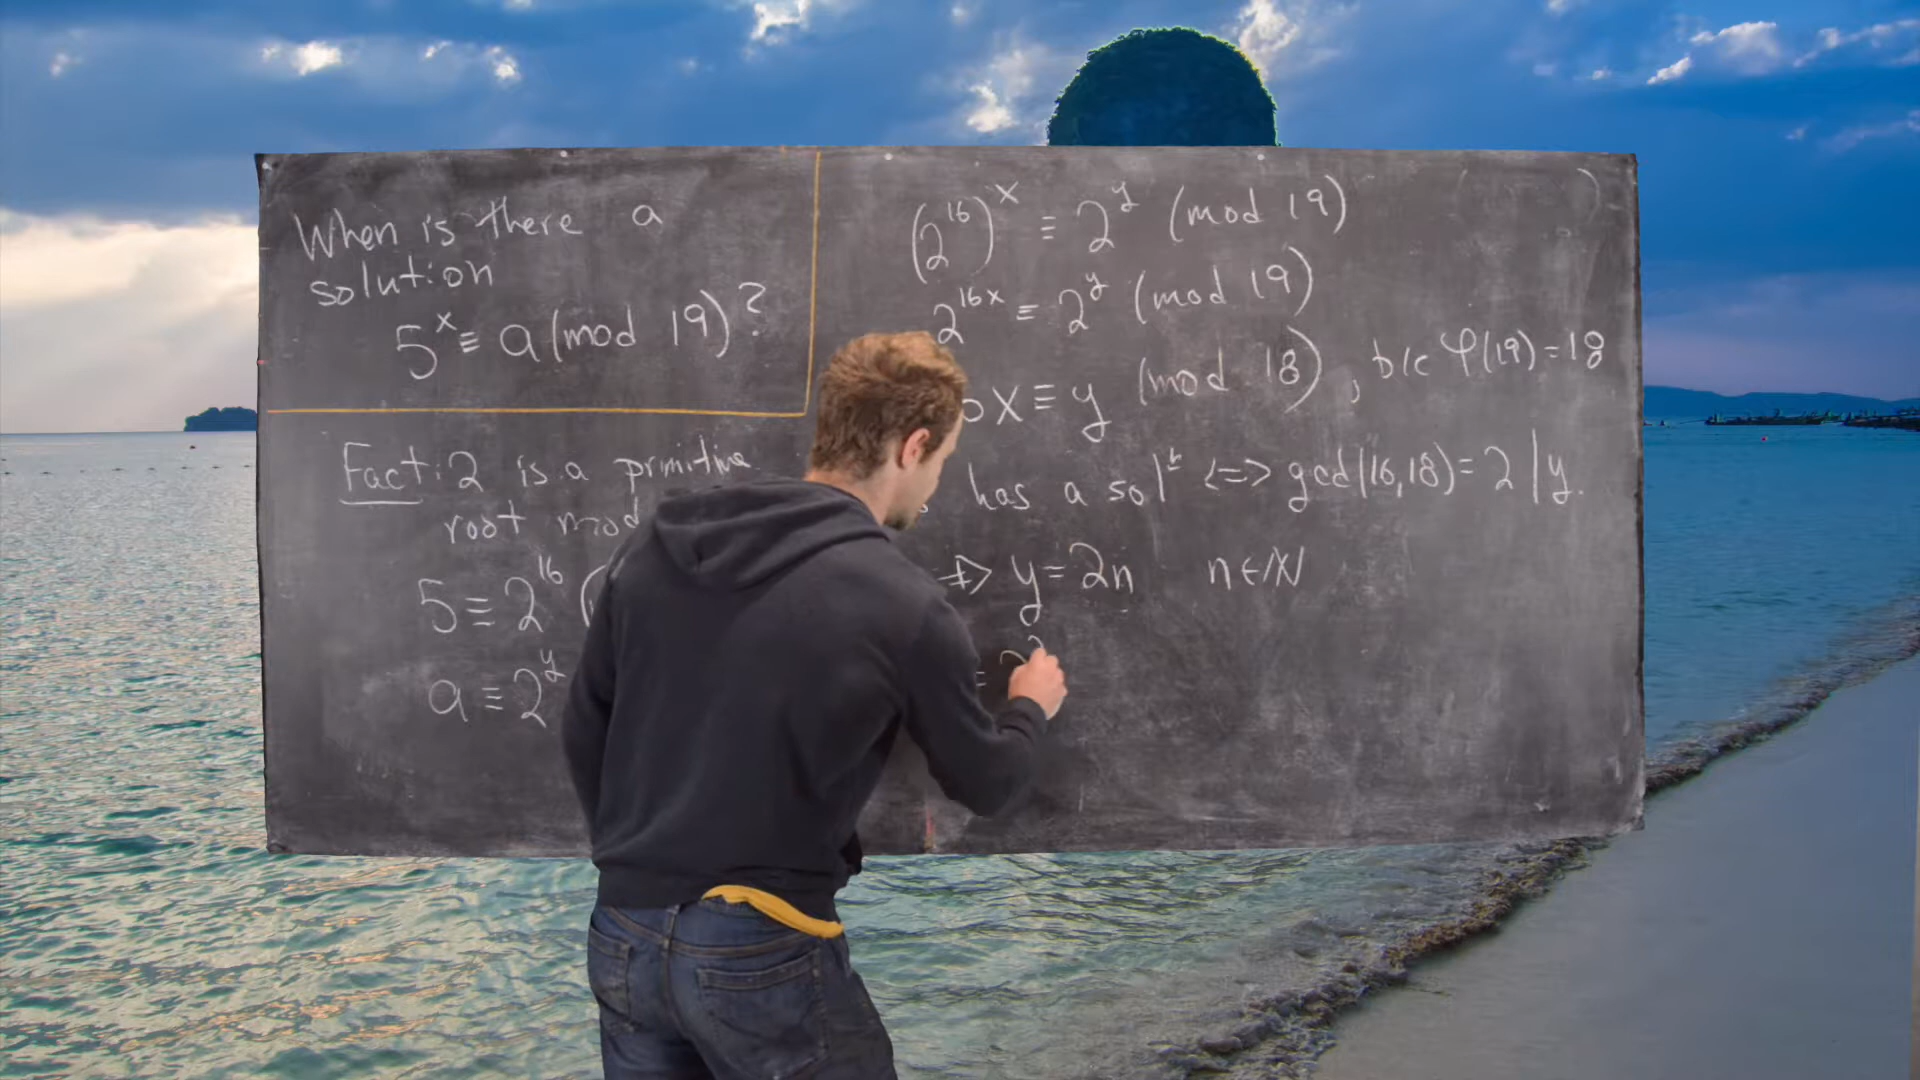 When is there a
solution
5^x ≡ a (mod 19)?
Fact: 2 is a primitive
root mod
5 ≡ 2^16 (
a ≡ 2^y
(2^16)^x ≡ 2^y (mod 19)
2^16x ≡ 2^y (mod 19)
x ≡ y (mod 18), b/c φ(19) = 18
has a sol^n <=> gcd(16,18) = 2 | y.
=> y = 2n n ∈ ℕ